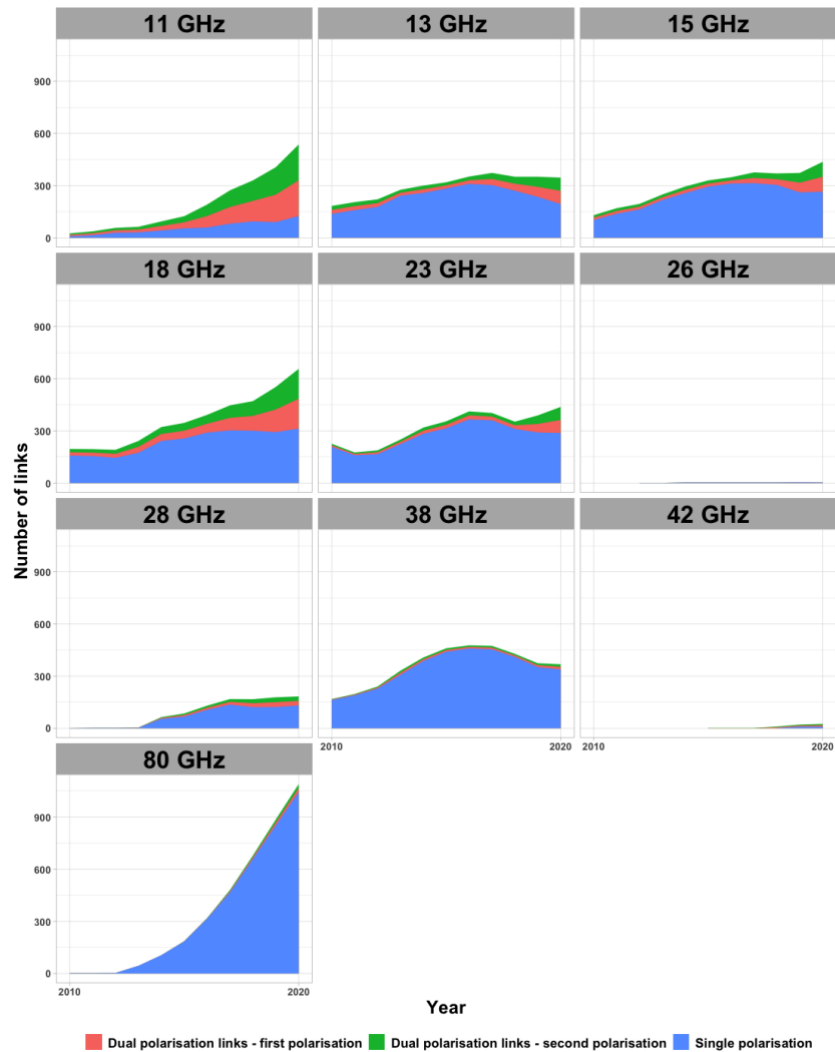 11 GHz 13 GHz 15 GHz
900
600
300
0
18 GHz 23 GHz 26 GHz
900
600
300
0
Number of links
28 GHz 38 GHz 42 GHz
900
600
300
0
2010 2020 2010 2020
80 GHz
900
600
300
0
2010 2020
Year
Dual polarisation links - first polarisation Dual polarisation links - second polarisation Single polarisation